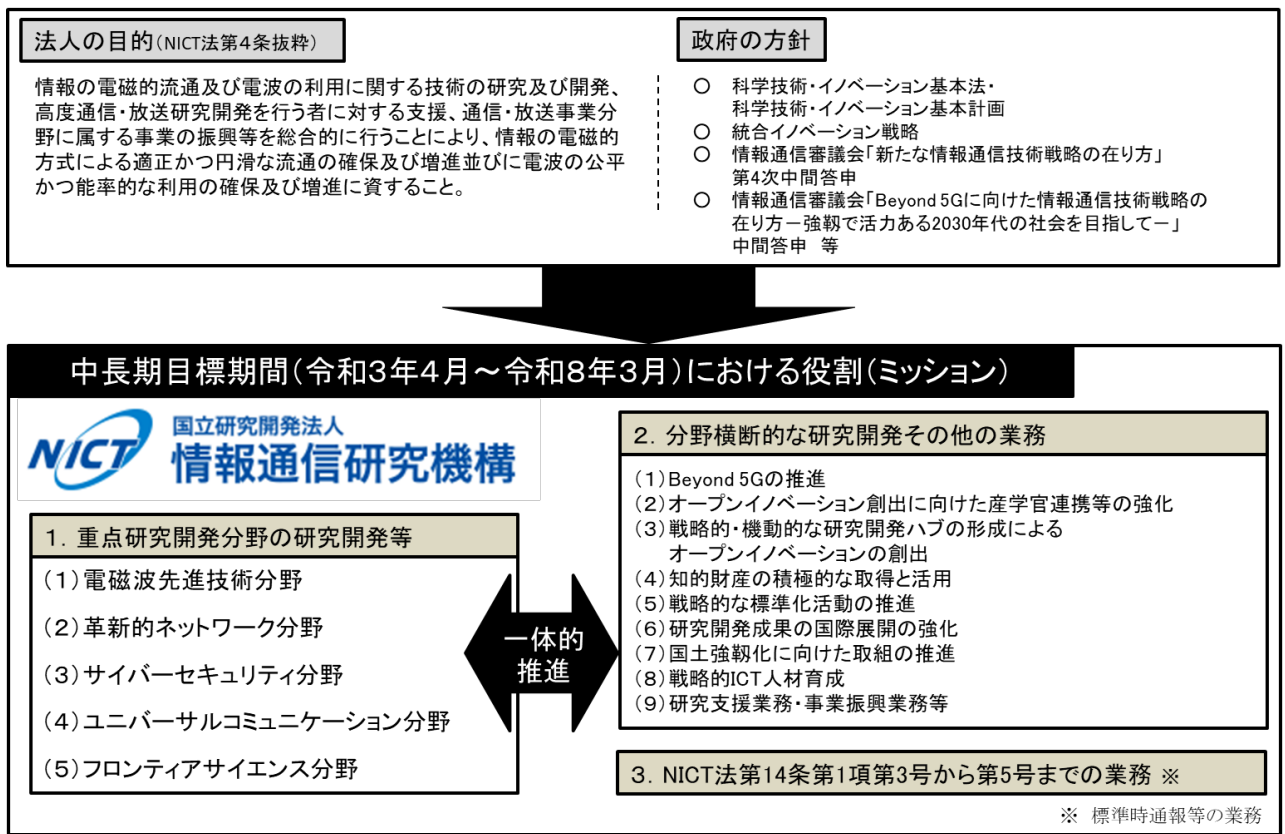 法人の目的(NICT法第4条抜粋)
情報の電磁的流通及び電波の利用に関する技術の研究及び開発、
高度通信・放送研究開発を行う者に対する支援、通信・放送事業分
野に属する事業の振興等を総合的に行うことにより、情報の電磁的
方式による適正かつ円滑な流通の確保及び増進並びに電波の公平
かつ能率的な利用の確保及び増進に資すること。
政府の方針
○ 科学技術・イノベーション基本法・
科学技術・イノベーション基本計画
○ 統合イノベーション戦略
○ 情報通信審議会「新たな情報通信技術戦略の在り方」
第4次中間答申
○ 情報通信審議会「Beyond 5Gに向けた情報通信技術戦略の
在り方－強靱で活力ある2030年代の社会を目指して－」
中間答申 等
中長期目標期間(令和3年4月～令和8年3月)における役割(ミッション)
NICT
国立研究開発法人
情報通信研究機構
1. 重点研究開発分野の研究開発等
(1)電磁波先進技術分野
(2)革新的ネットワーク分野
(3)サイバーセキュリティ分野
(4)ユニバーサルコミュニケーション分野
(5)フロンティアサイエンス分野
一体的
推進
2. 分野横断的な研究開発その他の業務
(1)Beyond 5Gの推進
(2)オープンイノベーション創出に向けた産学官連携等の強化
(3)戦略的・機動的な研究開発ハブの形成による
オープンイノベーションの創出
(4)知的財産の積極的な取得と活用
(5)戦略的な標準化活動の推進
(6)研究開発成果の国際展開の強化
(7)国土強靱化に向けた取組の推進
(8)戦略的ICT人材育成
(9)研究支援業務・事業振興業務等
3. NICT法第14条第1項第3号から第5号までの業務 ※
※ 標準時通報等の業務